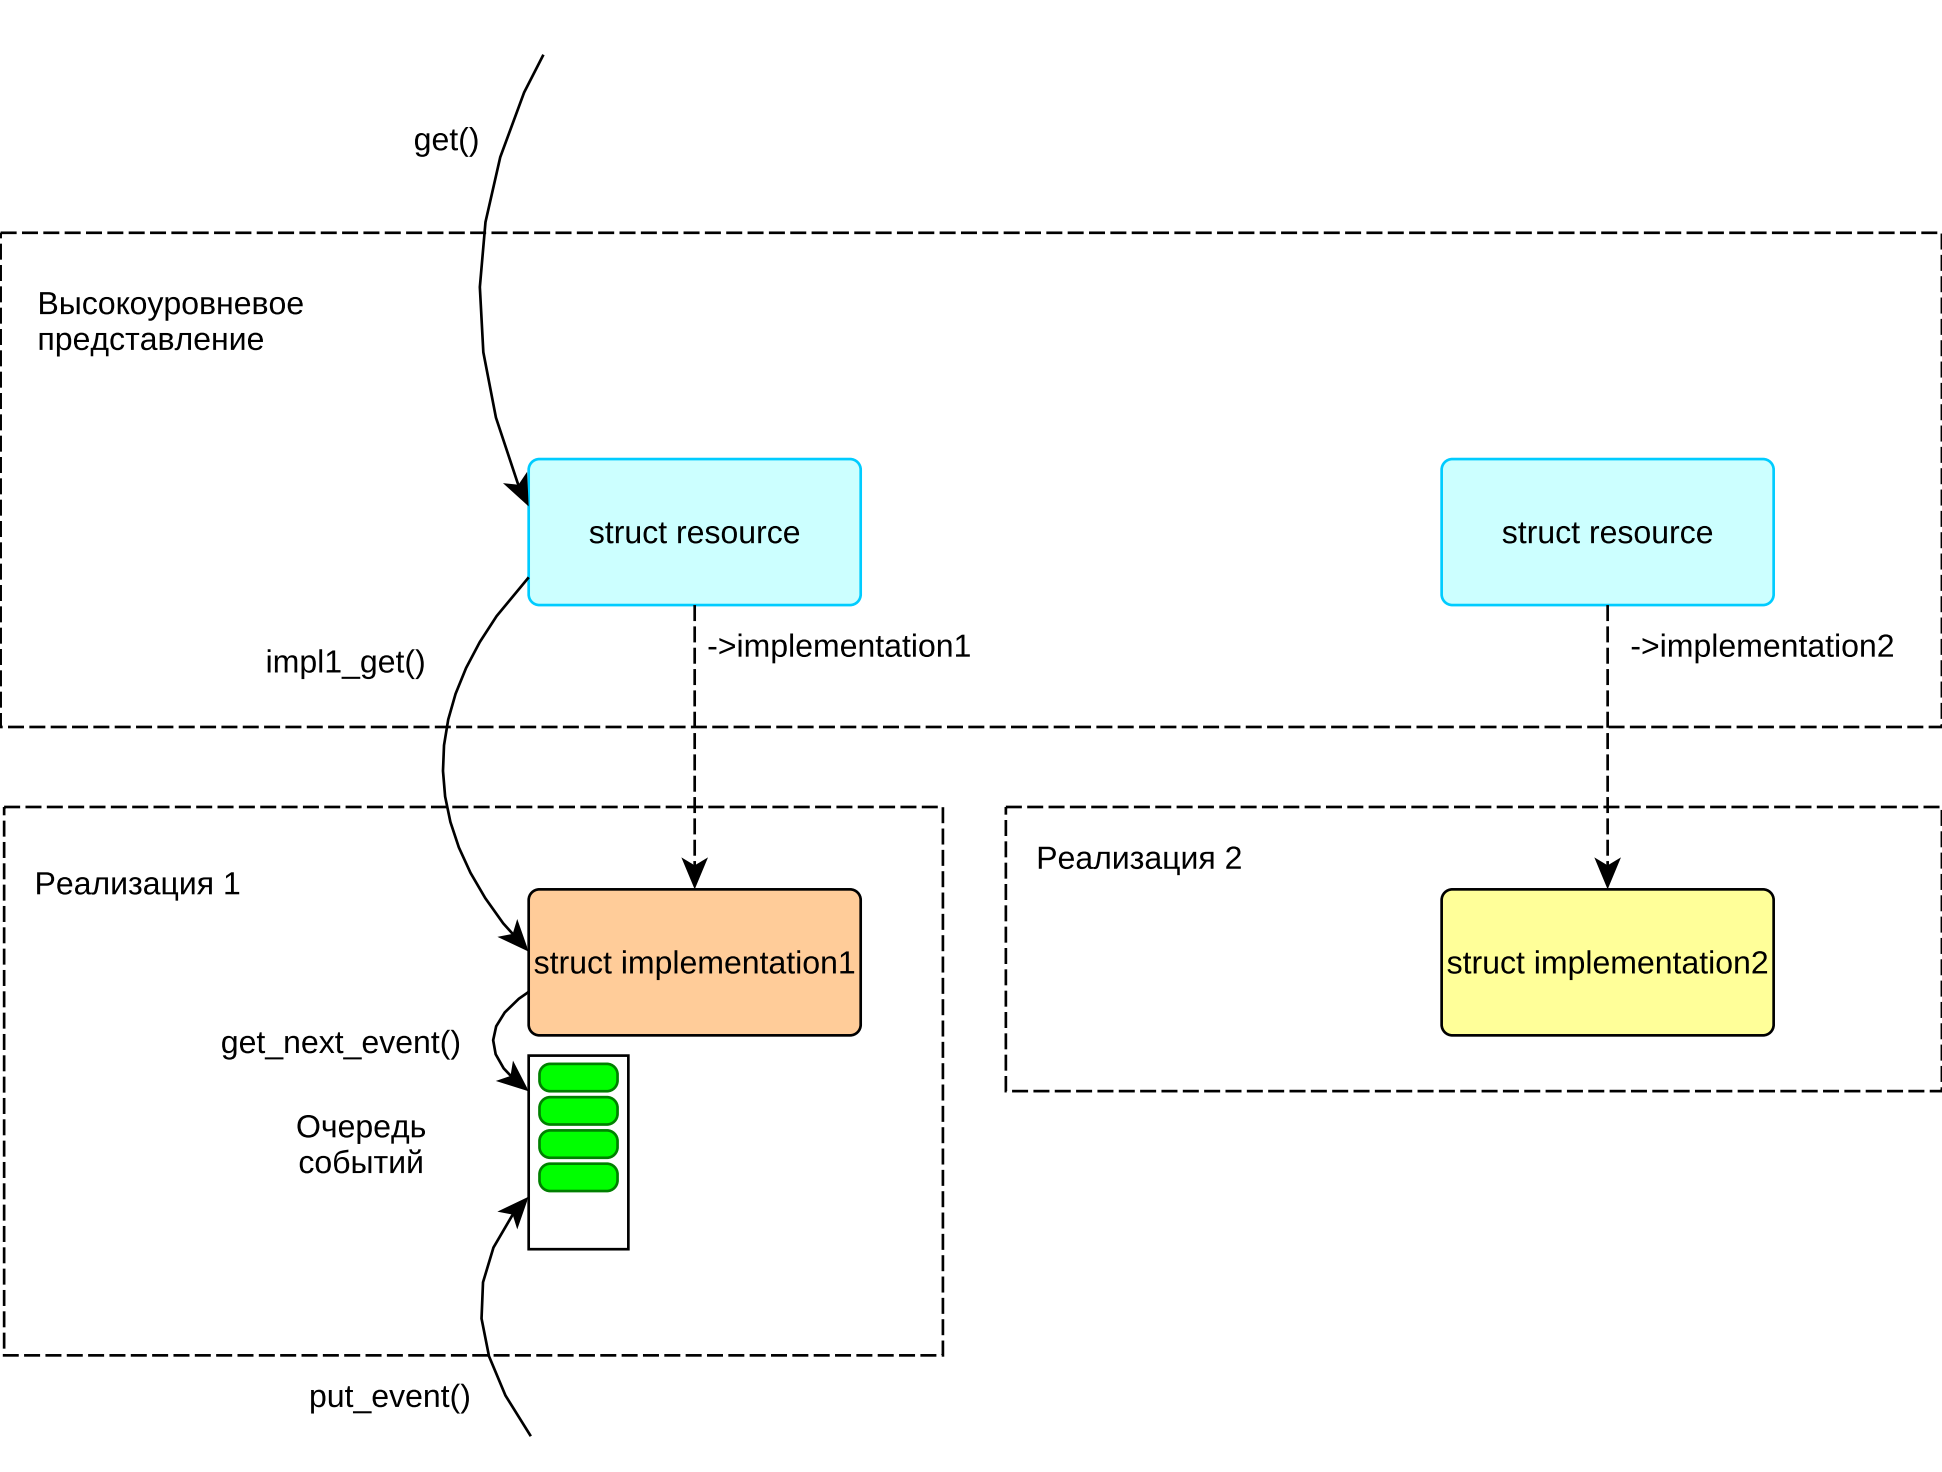 get()
Высокоуровневое
представление
struct resource
struct resource
->implementation1
->implementation2
impl1_get()
Реализация 1
Реализация 2
struct implementation1
struct implementation2
get_next_event()
Очередь
событий
put_event()